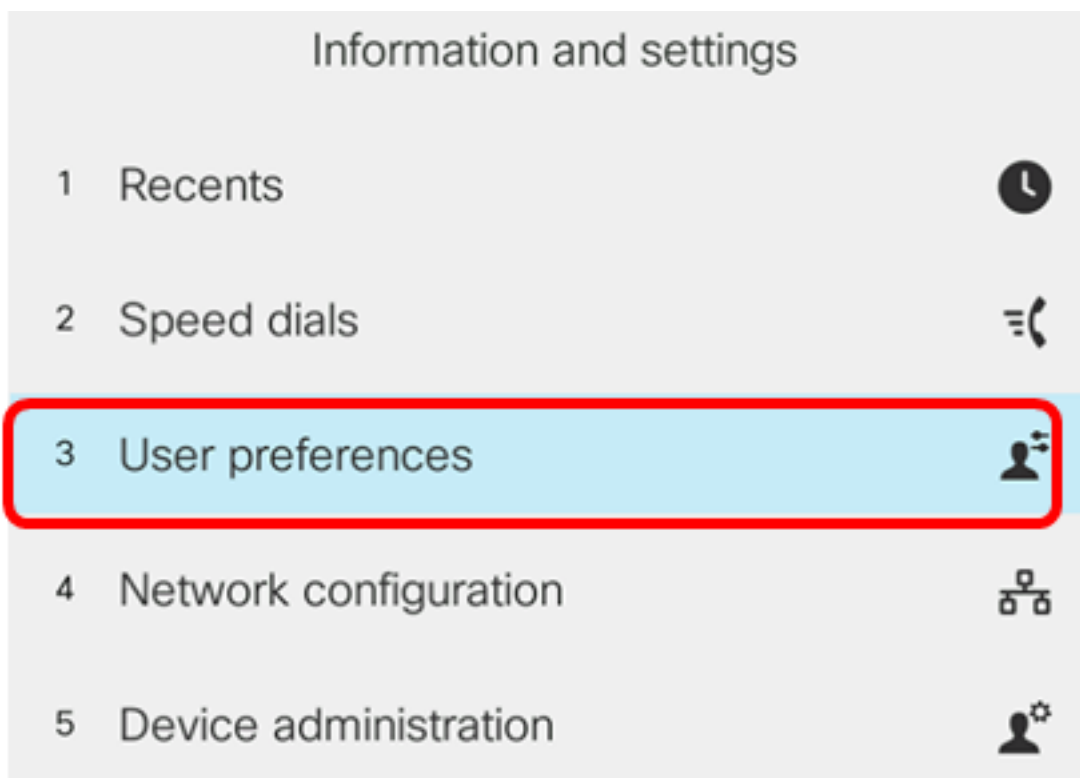 Information and settings
1 Recents
2 Speed dials
3 User preferences
4 Network configuration
5 Device administration